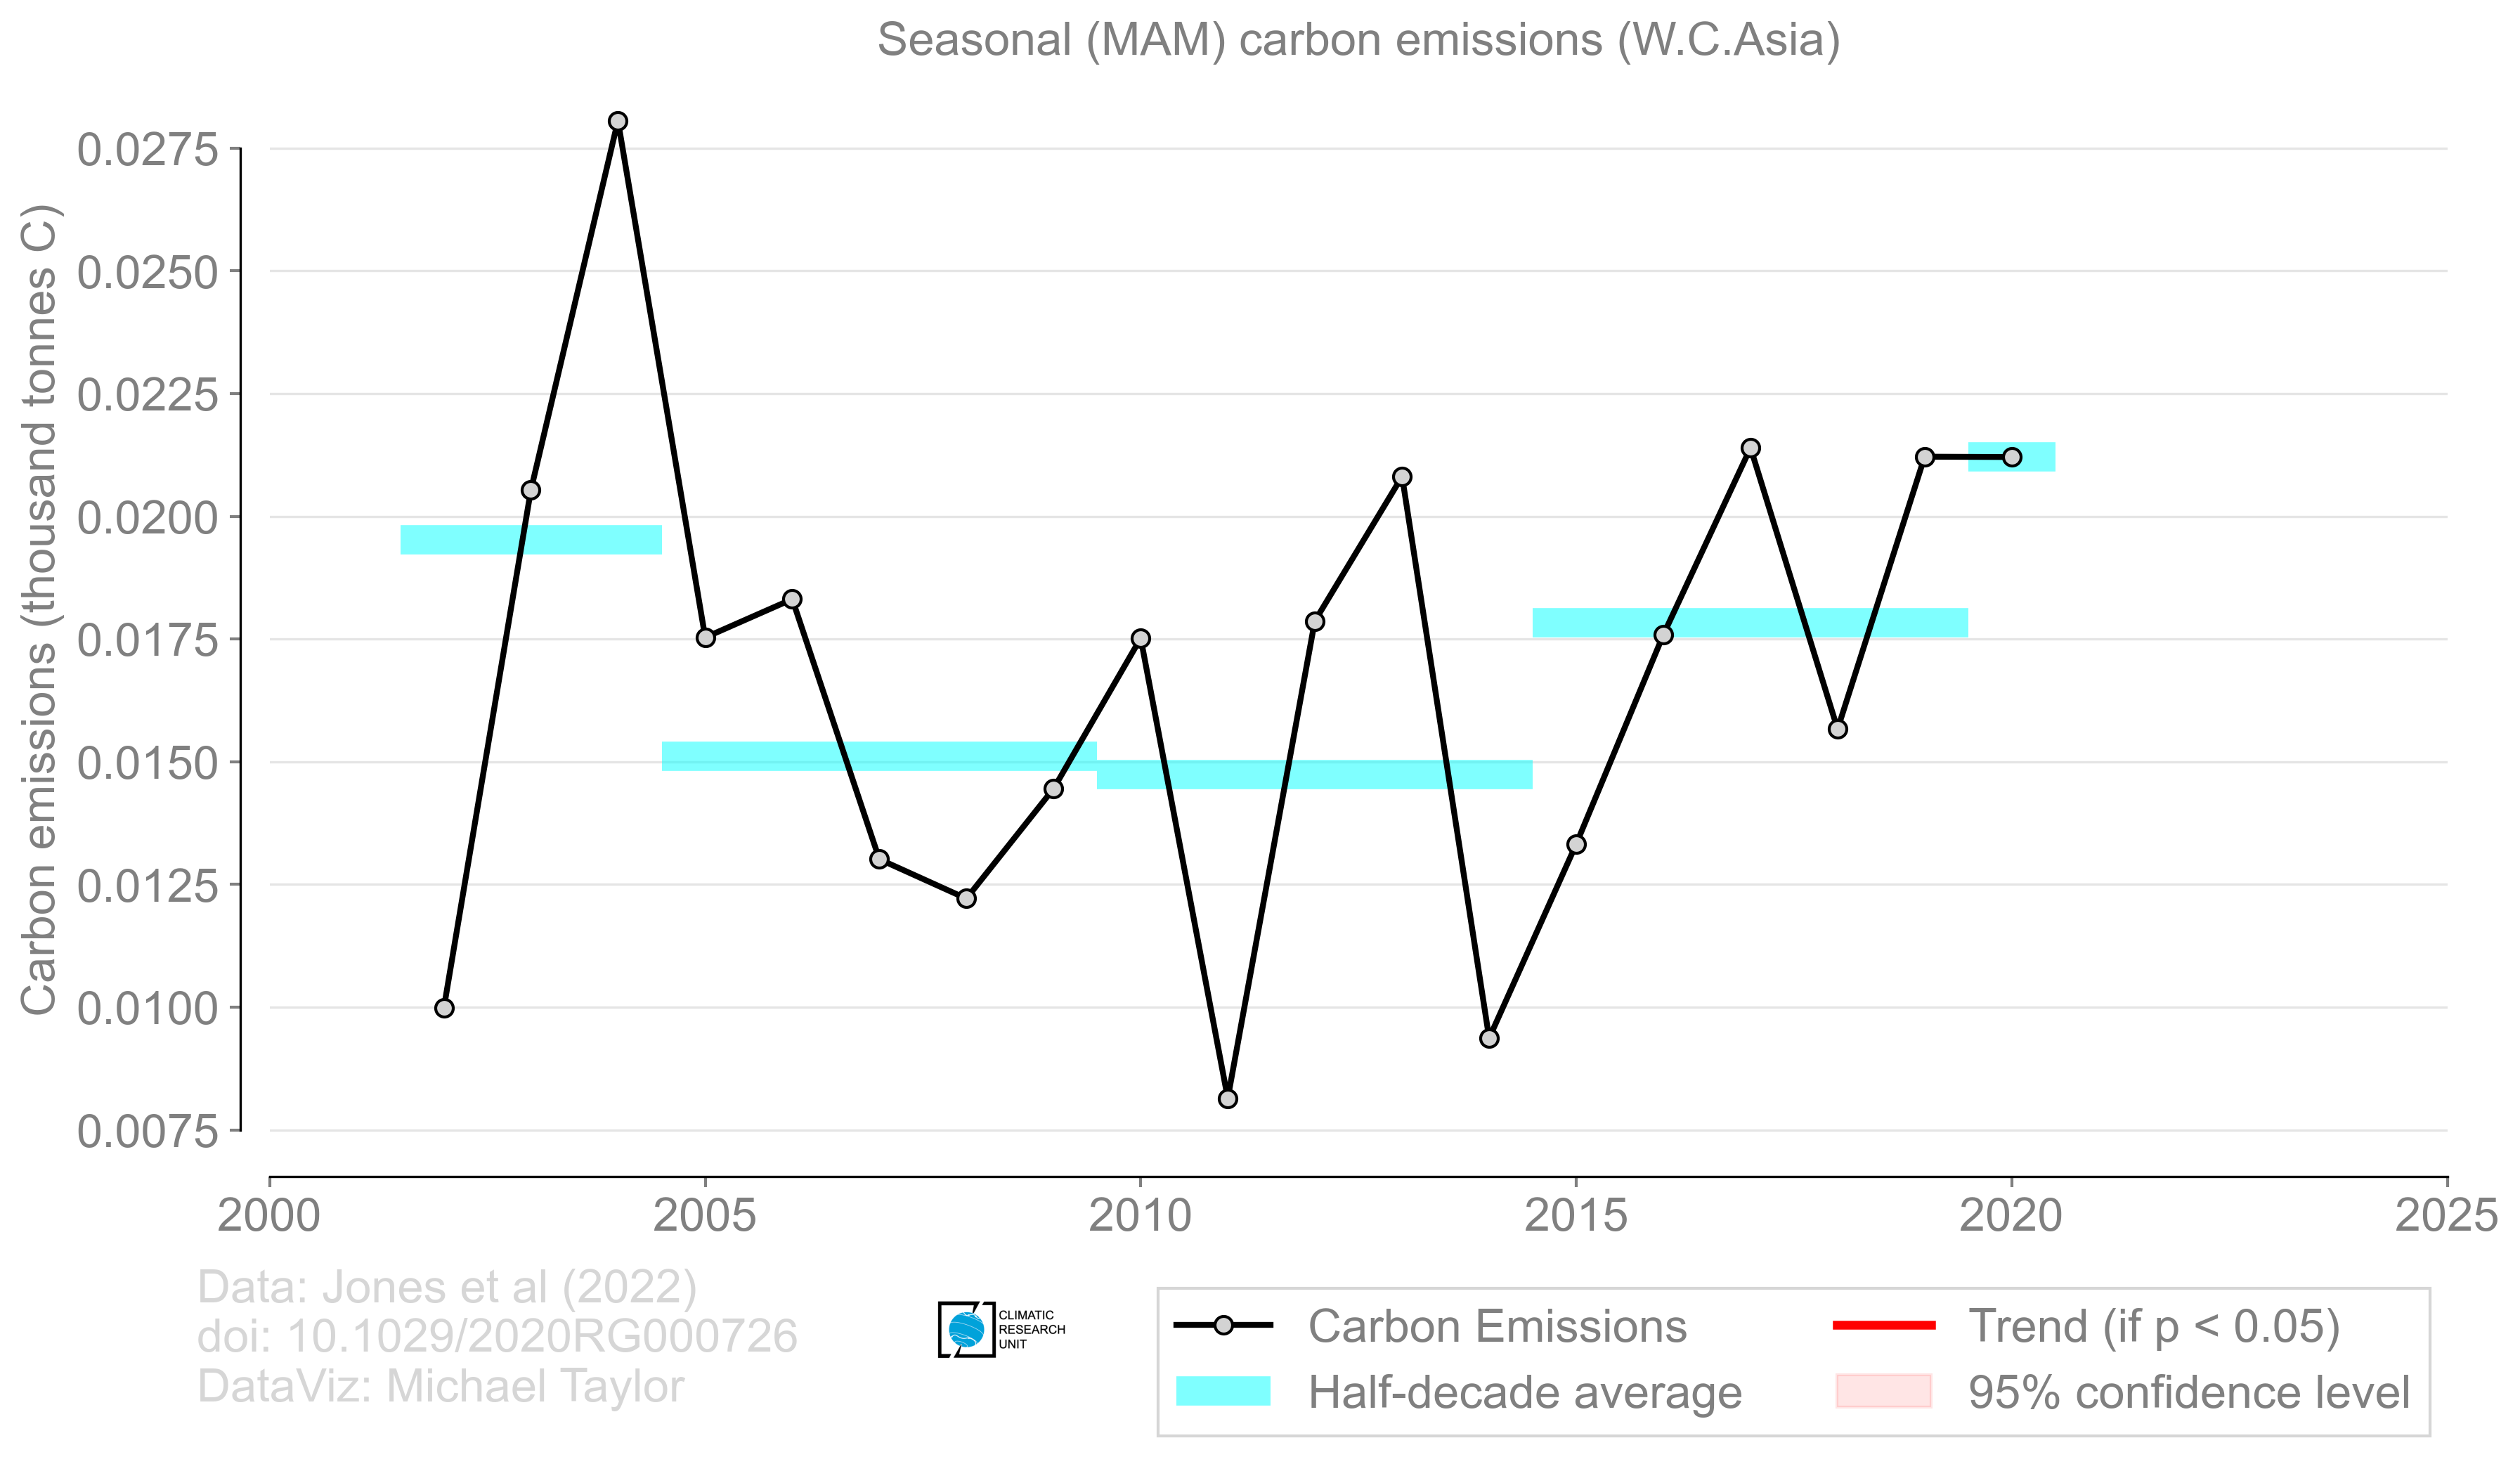 Seasonal (MAM) carbon emissions (W.C.Asia)
Carbon emissions (thousand tonnes C)
0.0275
0.0250
0.0225
0.0200
0.0175
0.0150
0.0125
0.0100
0.0075
2000 2005 2010 2015 2020 2025
Data: Jones et al (2022)
doi: 10.1029/2020RG000726
DataViz: Michael Taylor
CLIMATIC
RESEARCH
UNIT
Carbon Emissions
Half-decade average
Trend (if p < 0.05)
95% confidence level